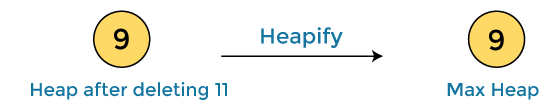 9
Heapify
9
Heap after deleting 11
Max Heap